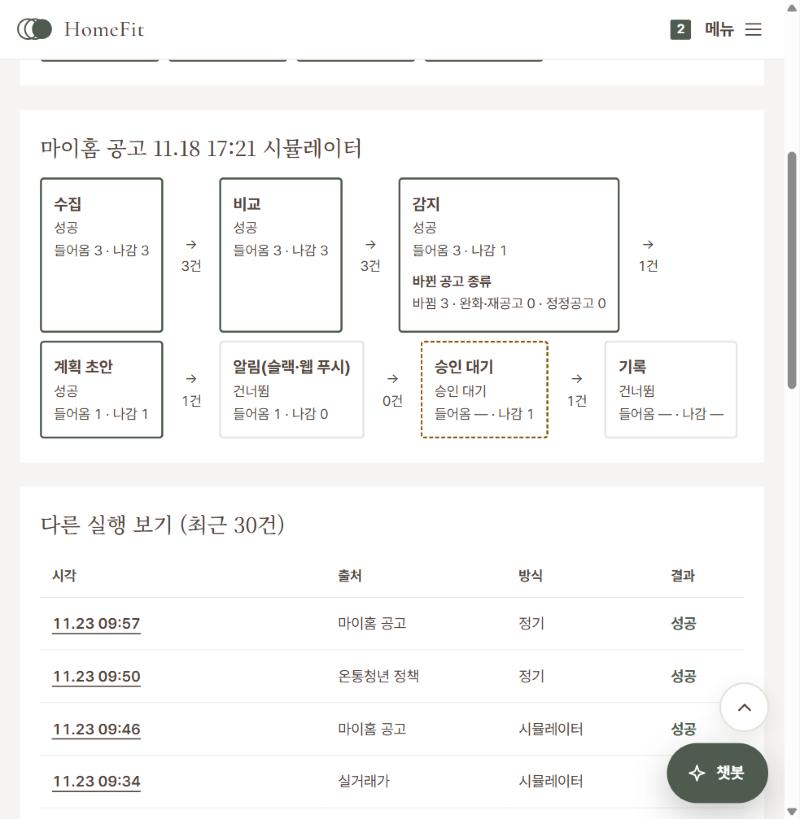 HomeFit
2 메뉴
마이홈 공고 11.18 17:21 시뮬레이터
수집
성공
들어옴 3 · 나감 3
→
3건
비교
성공
들어옴 3 · 나감 3
→
3건
감지
성공
들어옴 3 · 나감 1
바뀐 공고 종류
바뀜 3 · 완화·재공고 0 · 정정공고 0
→
1건
계획 초안
성공
들어옴 1 · 나감 1
→
1건
알림(슬랙·웹 푸시)
건너뜀
들어옴 1 · 나감 0
→
0건
승인 대기
승인 대기
들어옴 — · 나감 1
→
1건
기록
건너뜀
들어옴 — · 나감 —
다른 실행 보기 (최근 30건)
시각 출처 방식 결과
11.23 09:57 마이홈 공고 정기 성공
11.23 09:50 온통청년 정책 정기 성공
11.23 09:46 마이홈 공고 시뮬레이터 성공
11.23 09:34 실거래가 시뮬레이터
챗봇